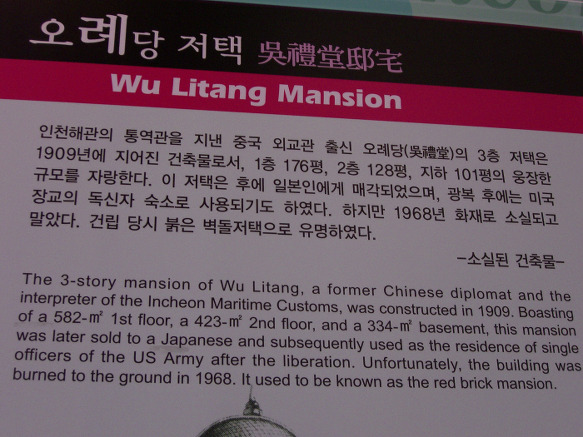 오례당 저택 吳禮堂邸宅
Wu Litang Mansion
인천해관의 통역관을 지낸 중국 외교관 출신 오례당(吳禮堂)의 3층 저택은
1909년에 지어진 건축물로서, 1층 176평, 2층 128평, 지하 101평의 웅장한
규모를 자랑한다. 이 저택은 후에 일본인에게 매각되었으며, 광복 후에는 미국
장교의 독신자 숙소로 사용되기도 하였다. 하지만 1968년 화재로 소실되고
말았다. 건립 당시 붉은 벽돌저택으로 유명하였다.
-소실된 건축물-
The 3-story mansion of Wu Litang, a former Chinese diplomat and the
interpreter of the Incheon Maritime Customs, was constructed in 1909. Boasting
of a 582-㎡ 1st floor, a 423-㎡ 2nd floor, and a 334-㎡ basement, this mansion
was later sold to a Japanese and subsequently used as the residence of single
officers of the US Army after the liberation. Unfortunately, the building was
burned to the ground in 1968. It used to be known as the red brick mansion.